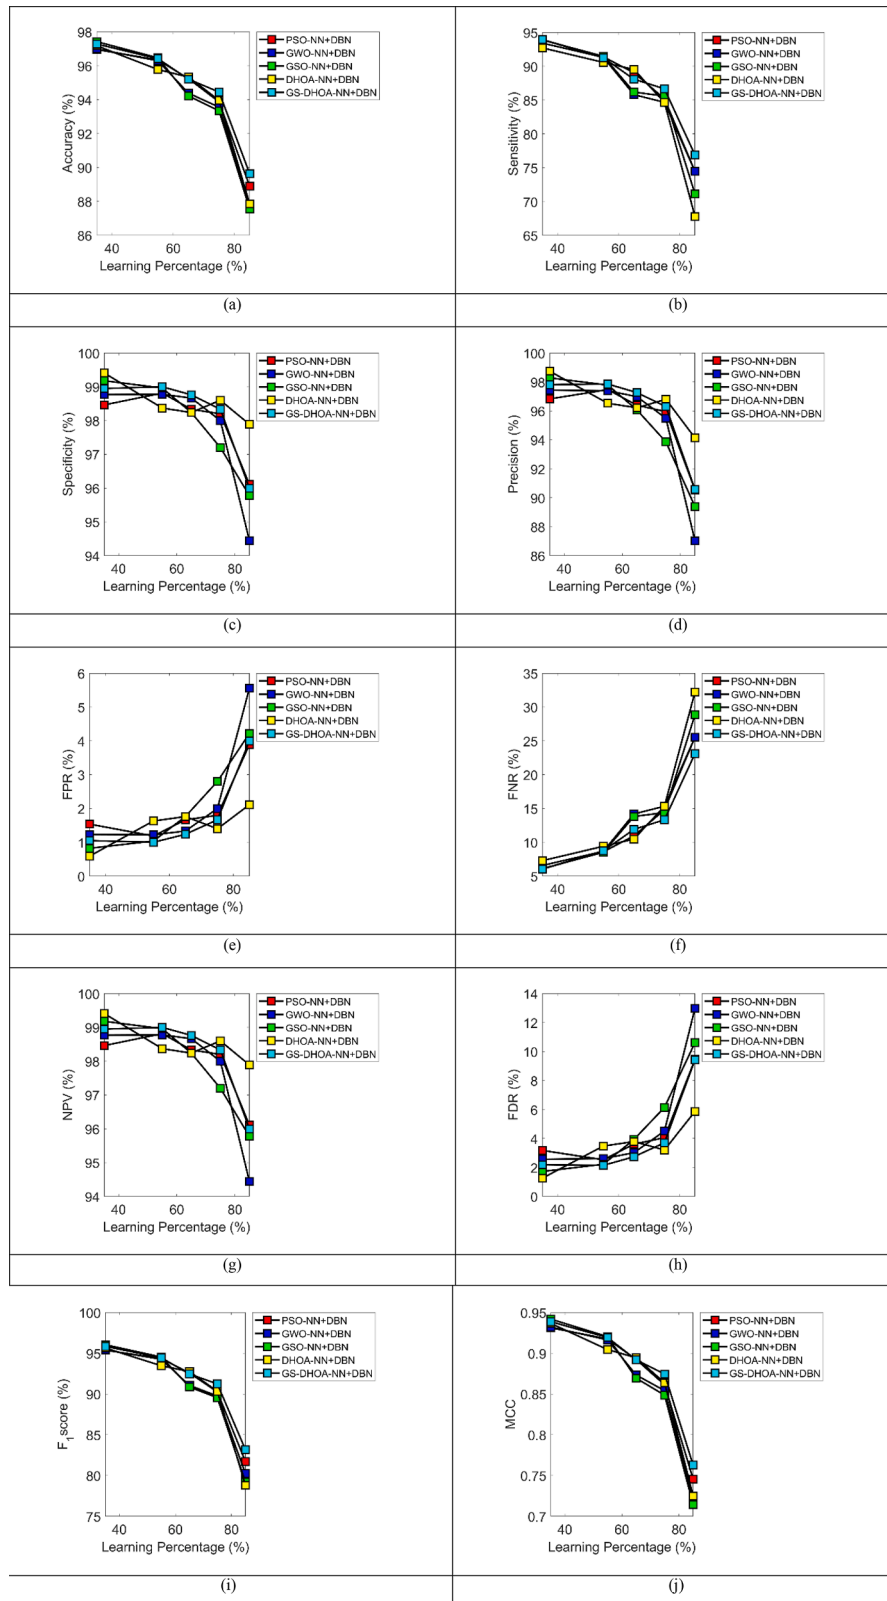 98
96
94
92
90
88
86
Accuracy (%)
40 60 80
Learning Percentage (%)
PSO-NN+DBN
GWO-NN+DBN
GSO-NN+DBN
DHOA-NN+DBN
GS-DHOA-NN+DBN
(a)
95
90
85
80
75
70
65
Sensitivity (%)
40 60 80
Learning Percentage (%)
PSO-NN+DBN
GWO-NN+DBN
GSO-NN+DBN
DHOA-NN+DBN
GS-DHOA-NN+DBN
(b)
100
99
98
97
96
95
94
Specificity (%)
40 60 80
Learning Percentage (%)
PSO-NN+DBN
GWO-NN+DBN
GSO-NN+DBN
DHOA-NN+DBN
GS-DHOA-NN+DBN
(c)
100
98
96
94
92
90
88
86
Precision (%)
40 60 80
Learning Percentage (%)
PSO-NN+DBN
GWO-NN+DBN
GSO-NN+DBN
DHOA-NN+DBN
GS-DHOA-NN+DBN
(d)
6
5
4
3
2
1
0
FPR (%)
40 60 80
Learning Percentage (%)
PSO-NN+DBN
GWO-NN+DBN
GSO-NN+DBN
DHOA-NN+DBN
GS-DHOA-NN+DBN
(e)
35
30
25
20
15
10
5
FNR (%)
40 60 80
Learning Percentage (%)
PSO-NN+DBN
GWO-NN+DBN
GSO-NN+DBN
DHOA-NN+DBN
GS-DHOA-NN+DBN
(f)
100
99
98
97
96
95
94
NPV (%)
40 60 80
Learning Percentage (%)
PSO-NN+DBN
GWO-NN+DBN
GSO-NN+DBN
DHOA-NN+DBN
GS-DHOA-NN+DBN
(g)
14
12
10
8
6
4
2
0
FDR (%)
40 60 80
Learning Percentage (%)
PSO-NN+DBN
GWO-NN+DBN
GSO-NN+DBN
DHOA-NN+DBN
GS-DHOA-NN+DBN
(h)
100
95
90
85
80
75
F1score (%)
40 60 80
Learning Percentage (%)
PSO-NN+DBN
GWO-NN+DBN
GSO-NN+DBN
DHOA-NN+DBN
GS-DHOA-NN+DBN
(i)
0.95
0.9
0.85
0.8
0.75
0.7
MCC
40 60 80
Learning Percentage (%)
PSO-NN+DBN
GWO-NN+DBN
GSO-NN+DBN
DHOA-NN+DBN
GS-DHOA-NN+DBN
(j)